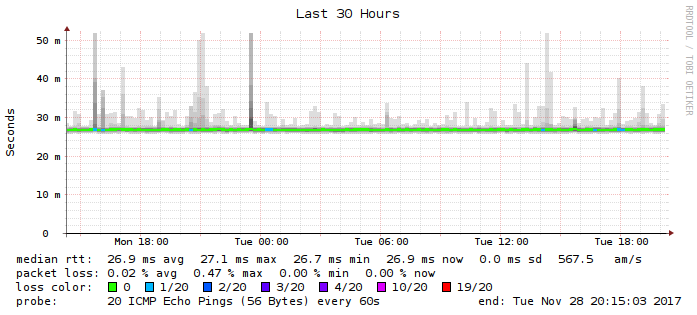 Last 30 Hours
RRDTOOL / TOBI OETIKER
Seconds
50 m
40 m
30 m
20 m
10 m
0
Mon 18:00 Tue 00:00 Tue 06:00 Tue 12:00 Tue 18:00
median rtt: 26.9 ms avg 27.1 ms max 26.7 ms min 26.9 ms now 0.0 ms sd 567.5 am/s
packet loss: 0.02 % avg 0.47 % max 0.00 % min 0.00 % now
loss color: 0 1/20 2/20 3/20 4/20 10/20 19/20
probe: 20 ICMP Echo Pings (56 Bytes) every 60s end: Tue Nov 28 20:15:03 2017